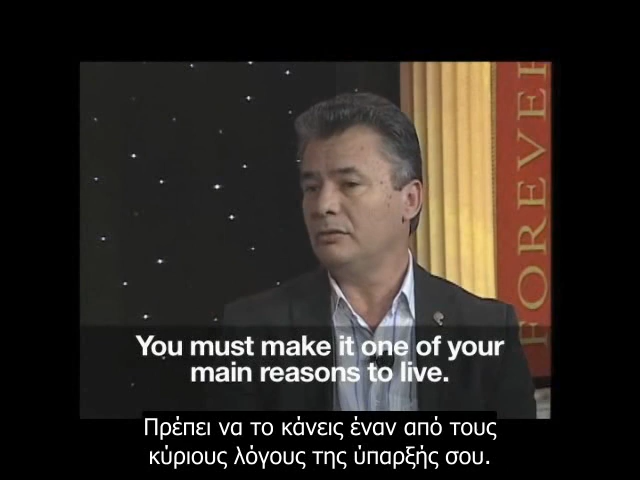 FOREVER
You must make it one of your
main reasons to live.
Πρέπει να το κάνεις έναν από τους
κύριους λόγους της ύπαρξής σου.